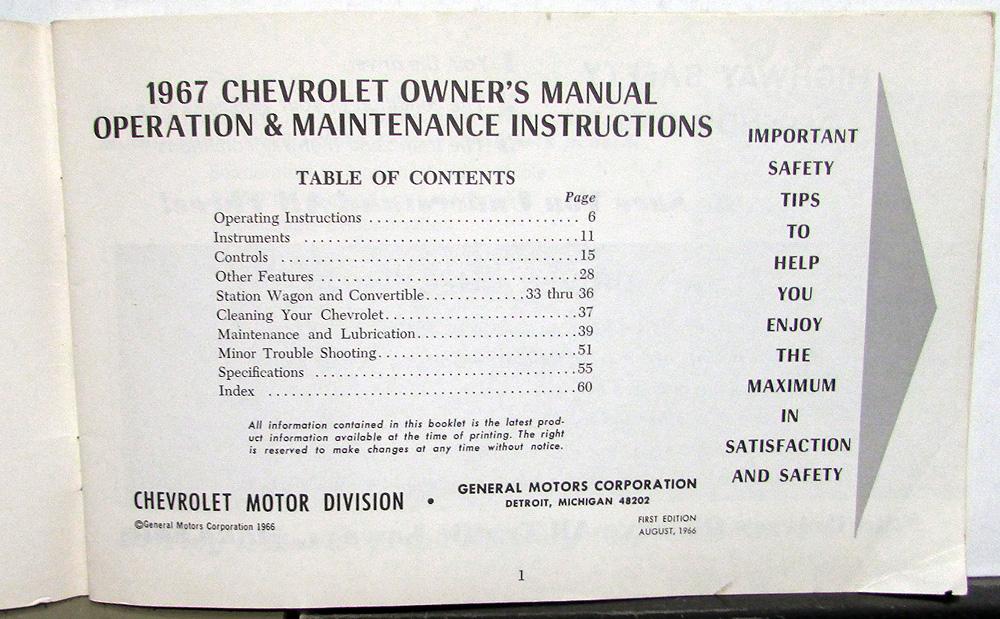 1967 CHEVROLET OWNER'S MANUAL
OPERATION & MAINTENANCE INSTRUCTIONS
TABLE OF CONTENTS
Page
Operating Instructions ........................... 6
Instruments ................................... 11
Controls ...................................... 15
Other Features ................................ 28
Station Wagon and Convertible............ 33 thru 36
Cleaning Your Chevrolet........................ 37
Maintenance and Lubrication.................... 39
Minor Trouble Shooting......................... 51
Specifications ................................ 55
Index ........................................ 60
All information contained in this booklet is the latest prod-
uct information available at the time of printing. The right
is reserved to make changes at any time without notice.
CHEVROLET MOTOR DIVISION • GENERAL MOTORS CORPORATION
DETROIT, MICHIGAN 48202
©General Motors Corporation 1966
FIRST EDITION
AUGUST, 1966
1
IMPORTANT
SAFETY
TIPS
TO
HELP
YOU
ENJOY
THE
MAXIMUM
IN
SATISFACTION
AND SAFETY